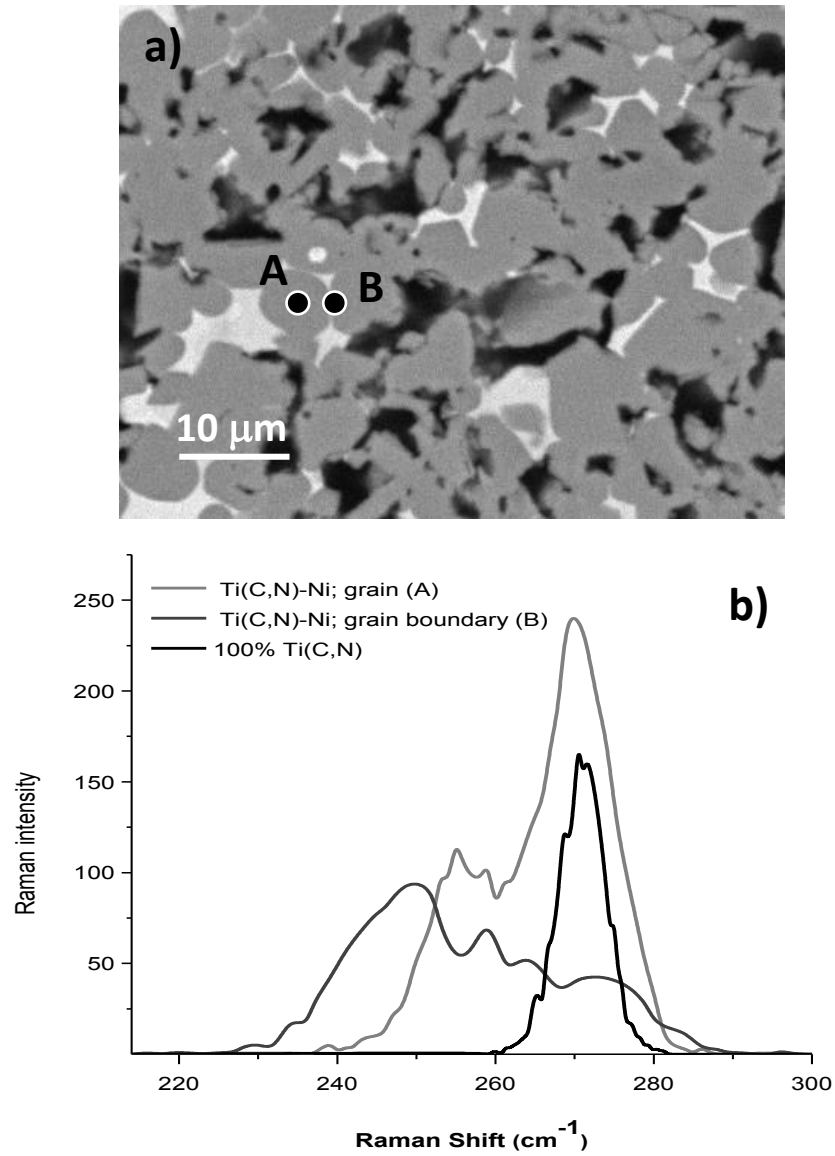 a)
A
B
10 μm
b)
Ti(C,N)-Ni; grain (A)
Ti(C,N)-Ni; grain boundary (B)
100% Ti(C,N)
250
200
150
100
50
Raman intensity
220 240 260 280 300
Raman Shift (cm⁻¹)